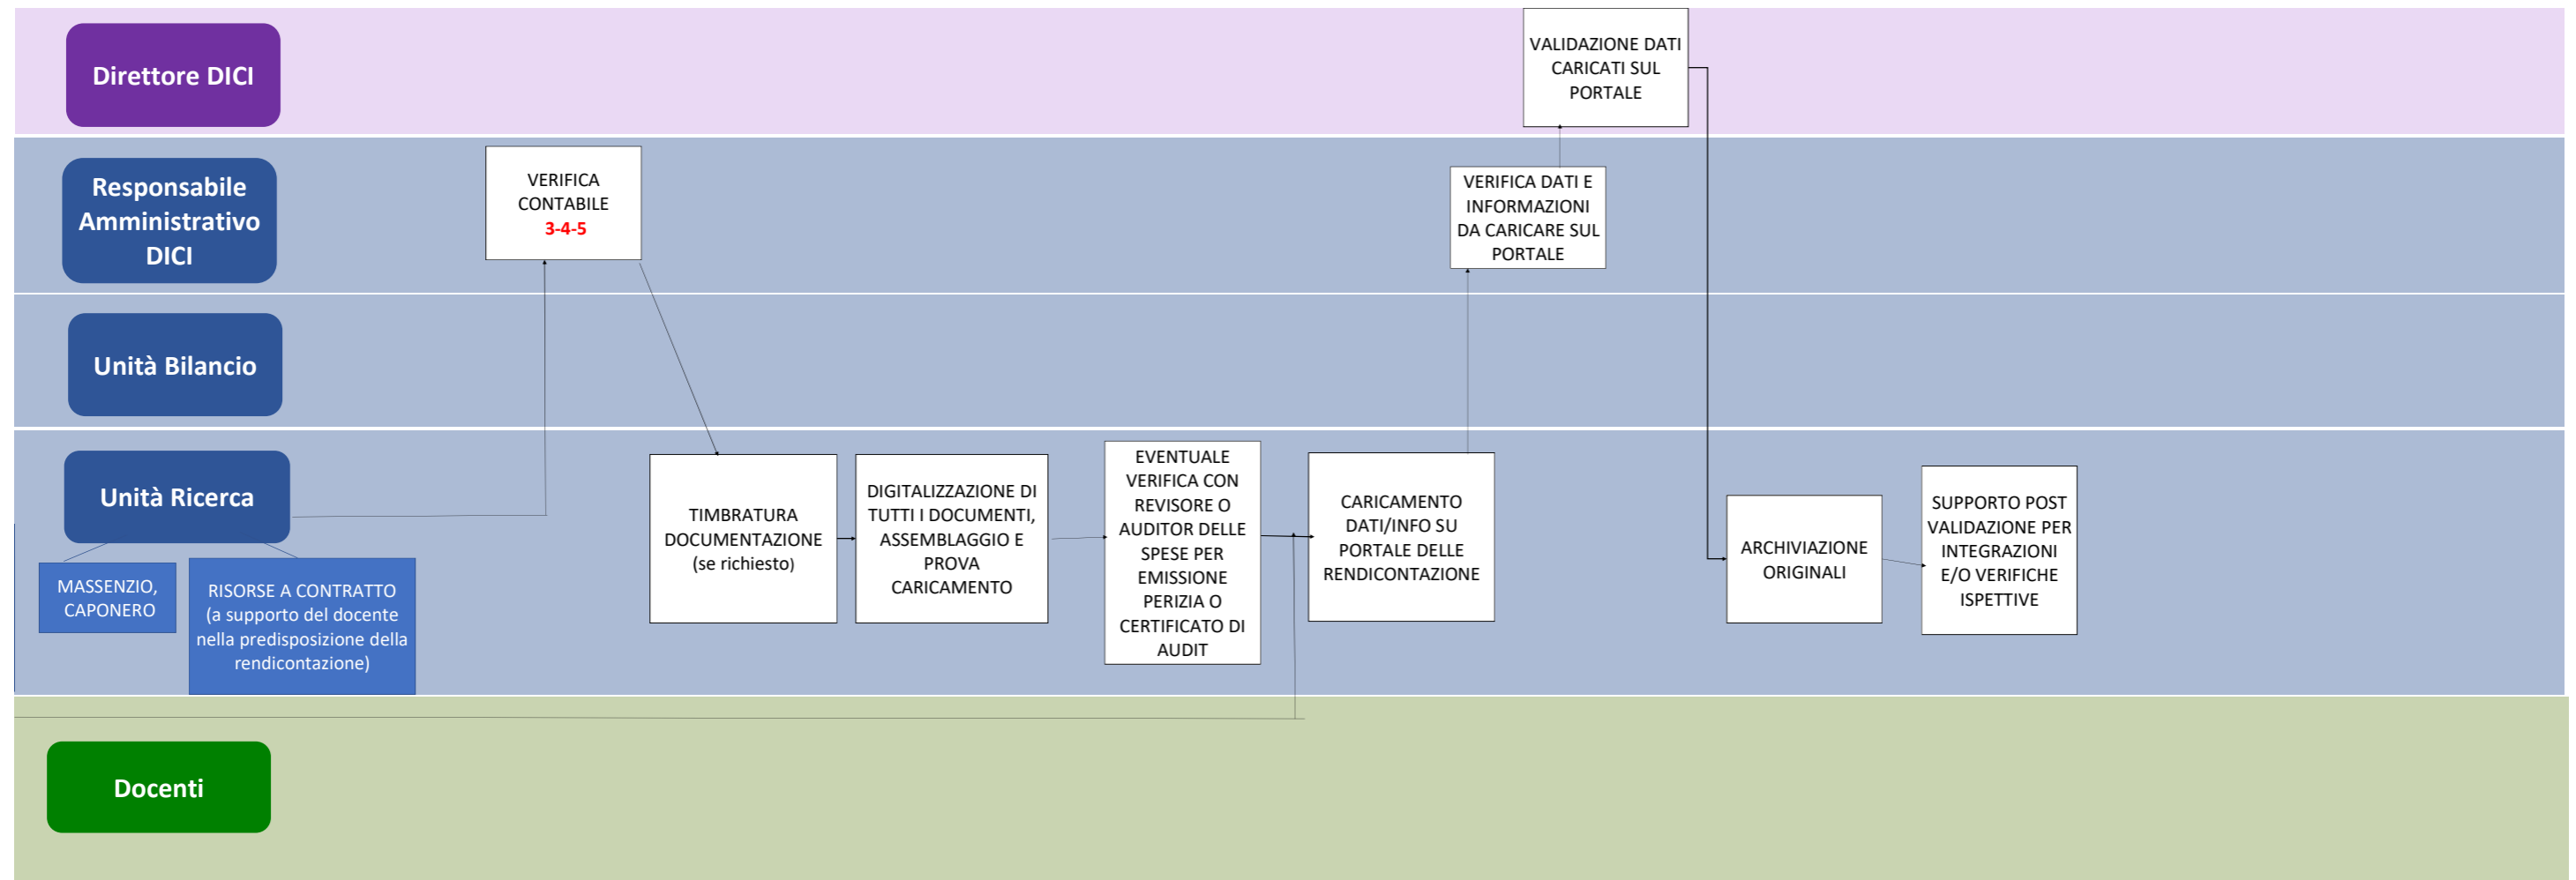 Direttore DICI
VALIDAZIONE DATI
CARICATI SUL
PORTALE
Responsabile
Amministrativo
DICI
VERIFICA
CONTABILE
3-4-5
VERIFICA DATI E
INFORMAZIONI
DA CARICARE SUL
PORTALE
Unità Bilancio
Unità Ricerca
MASSENZIO,
CAPONERO
RISORSE A CONTRATTO
(a supporto del docente
nella predisposizione della
rendicontazione)
TIMBRATURA
DOCUMENTAZIONE
(se richiesto)
DIGITALIZZAZIONE DI
TUTTI I DOCUMENTI,
ASSEMBLAGGIO E
PROVA
CARICAMENTO
EVENTUALE
VERIFICA CON
REVISORE O
AUDITOR DELLE
SPESE PER
EMISSIONE
PERIZIA O
CERTIFICATO DI
AUDIT
CARICAMENTO
DATI/INFO SU
PORTALE DELLE
RENDICONTAZIONE
ARCHIVIAZIONE
ORIGINALI
SUPPORTO POST
VALIDAZIONE PER
INTEGRAZIONI
E/O VERIFICHE
ISPETTIVE
Docenti